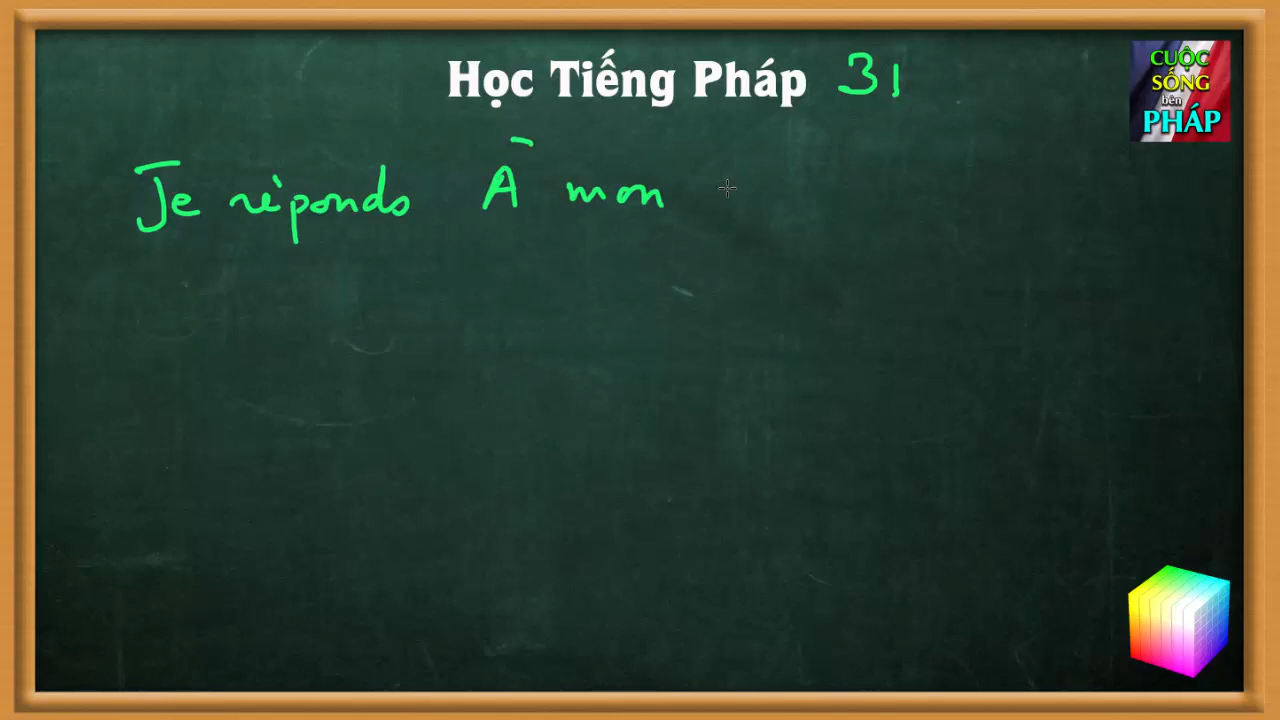 Học Tiếng Pháp 31
CUỘC
SỐNG
bên
PHÁP
Je réponds À mon